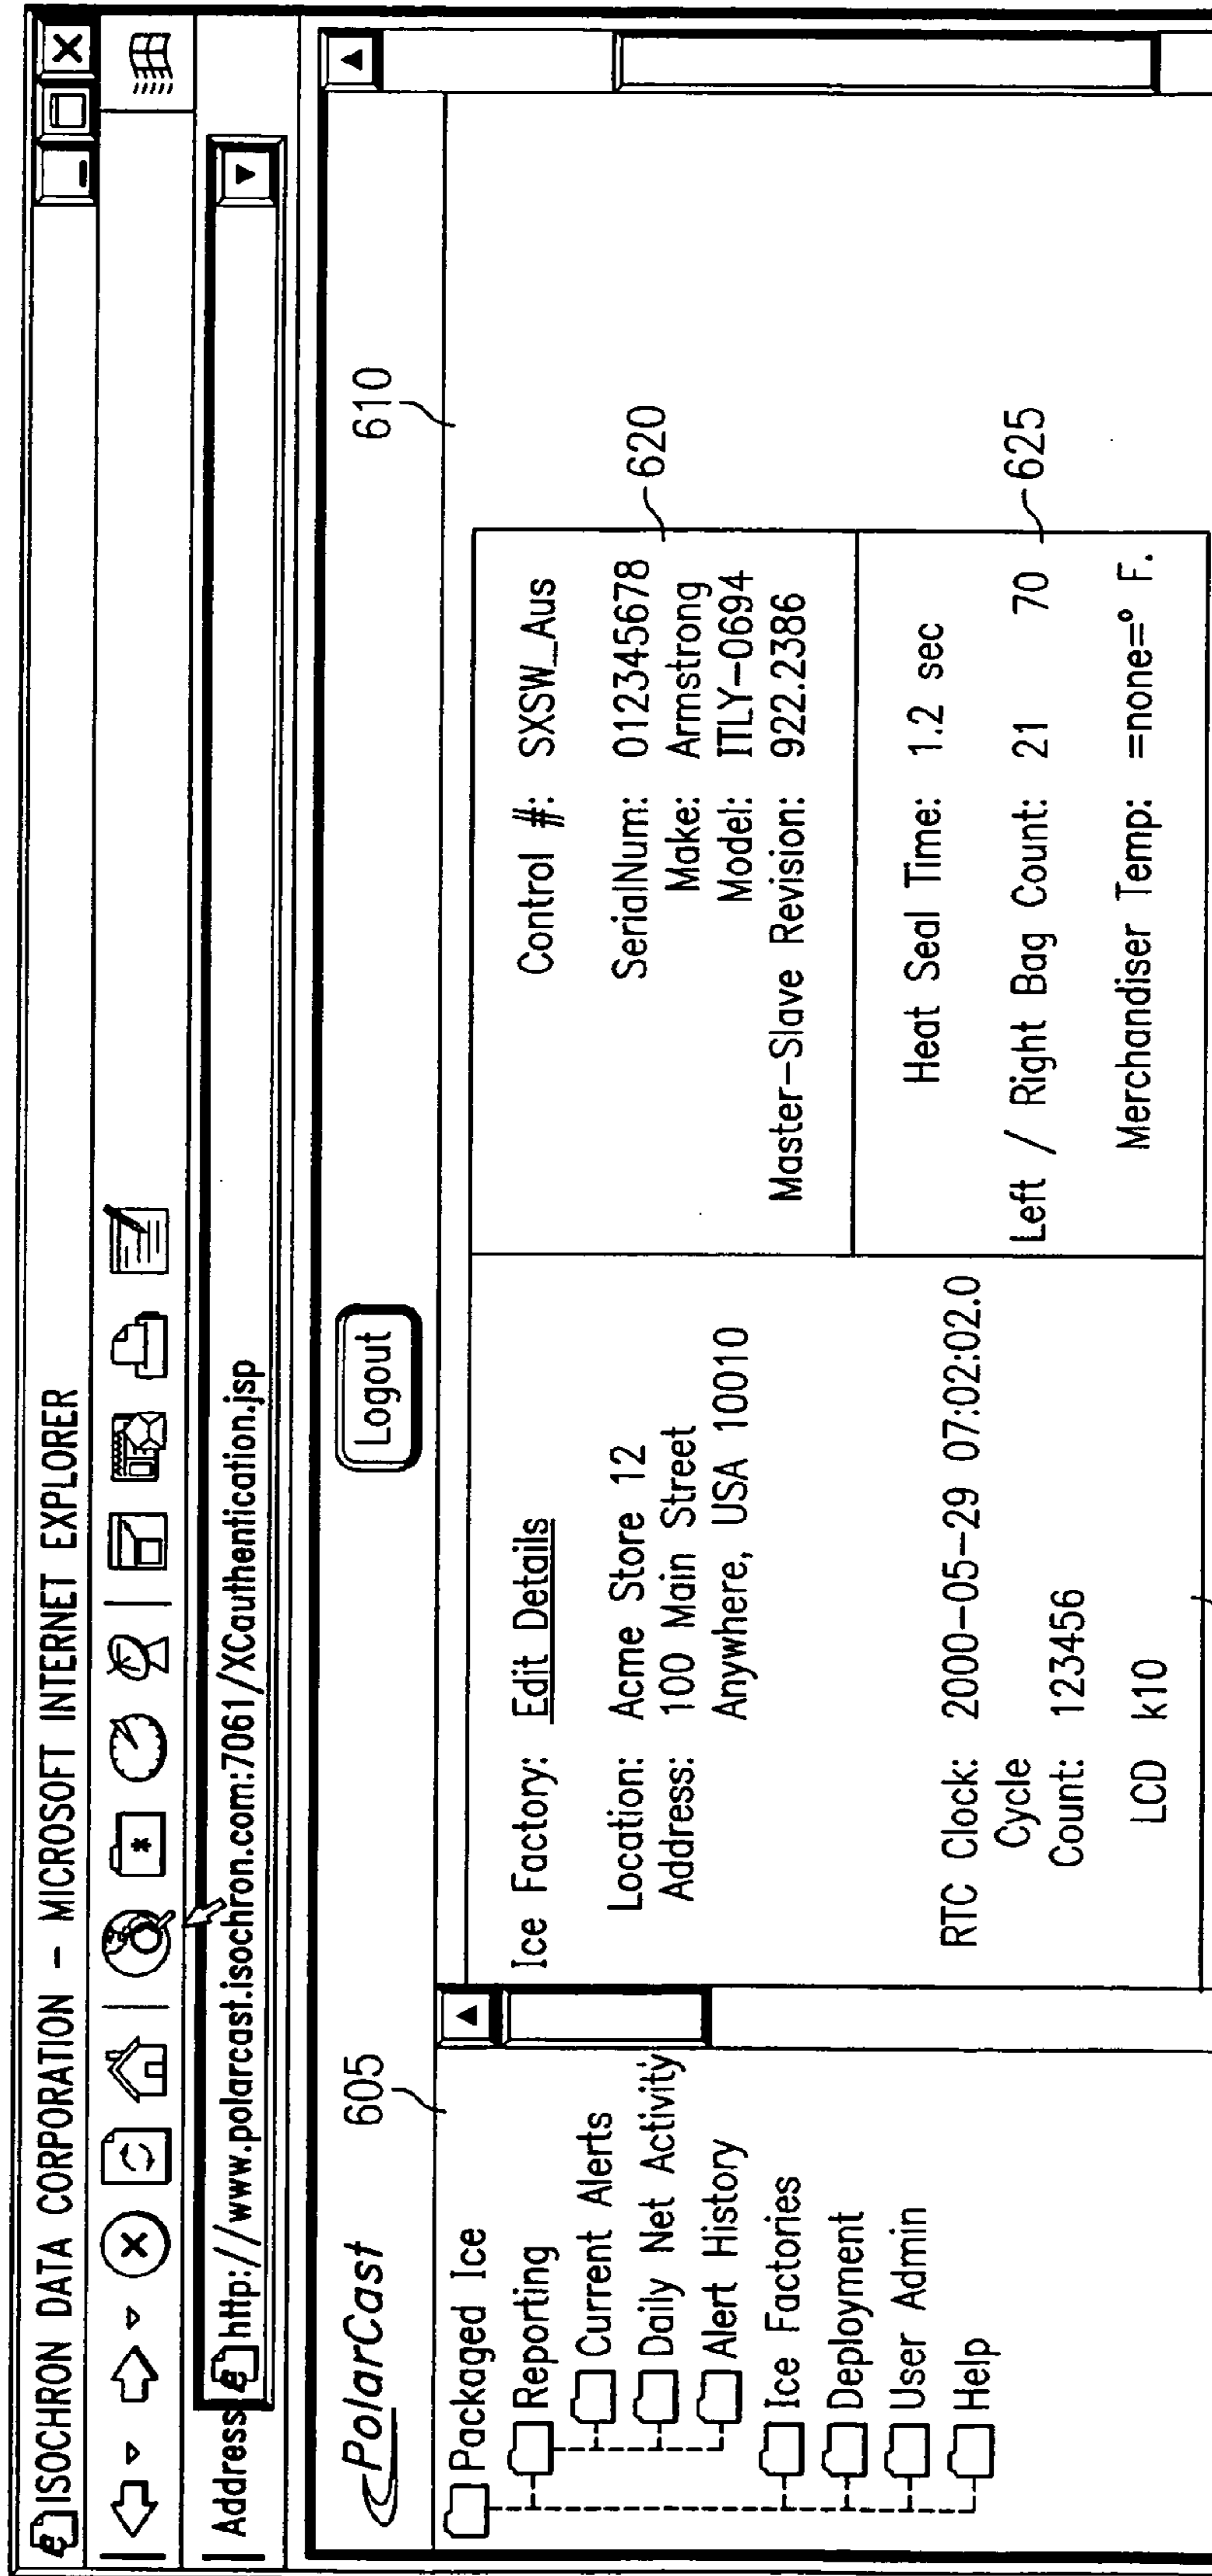 ISOCHRON DATA CORPORATION - MICROSOFT INTERNET EXPLORER
Address http://www.polarcast.isochron.com:7061/XCauthentication.jsp
PolarCast
Logout
605
610
Packaged Ice
Reporting
Current Alerts
Daily Net Activity
Alert History
Ice Factories
Deployment
User Admin
Help
Ice Factory: Edit Details
Location: Acme Store 12
Address: 100 Main Street
Anywhere, USA 10010
RTC Clock: 2000-05-29 07:02:02.0
Cycle
Count: 123456
LCD k10
Control #: SXSW_Aus
SerialNum: 012345678
Make: Armstrong
Model: ITLY-0694
Master-Slave Revision: 922.2386
620
Heat Seal Time: 1.2 sec
Left / Right Bag Count: 21 70
Merchandiser Temp: =none=° F.
625